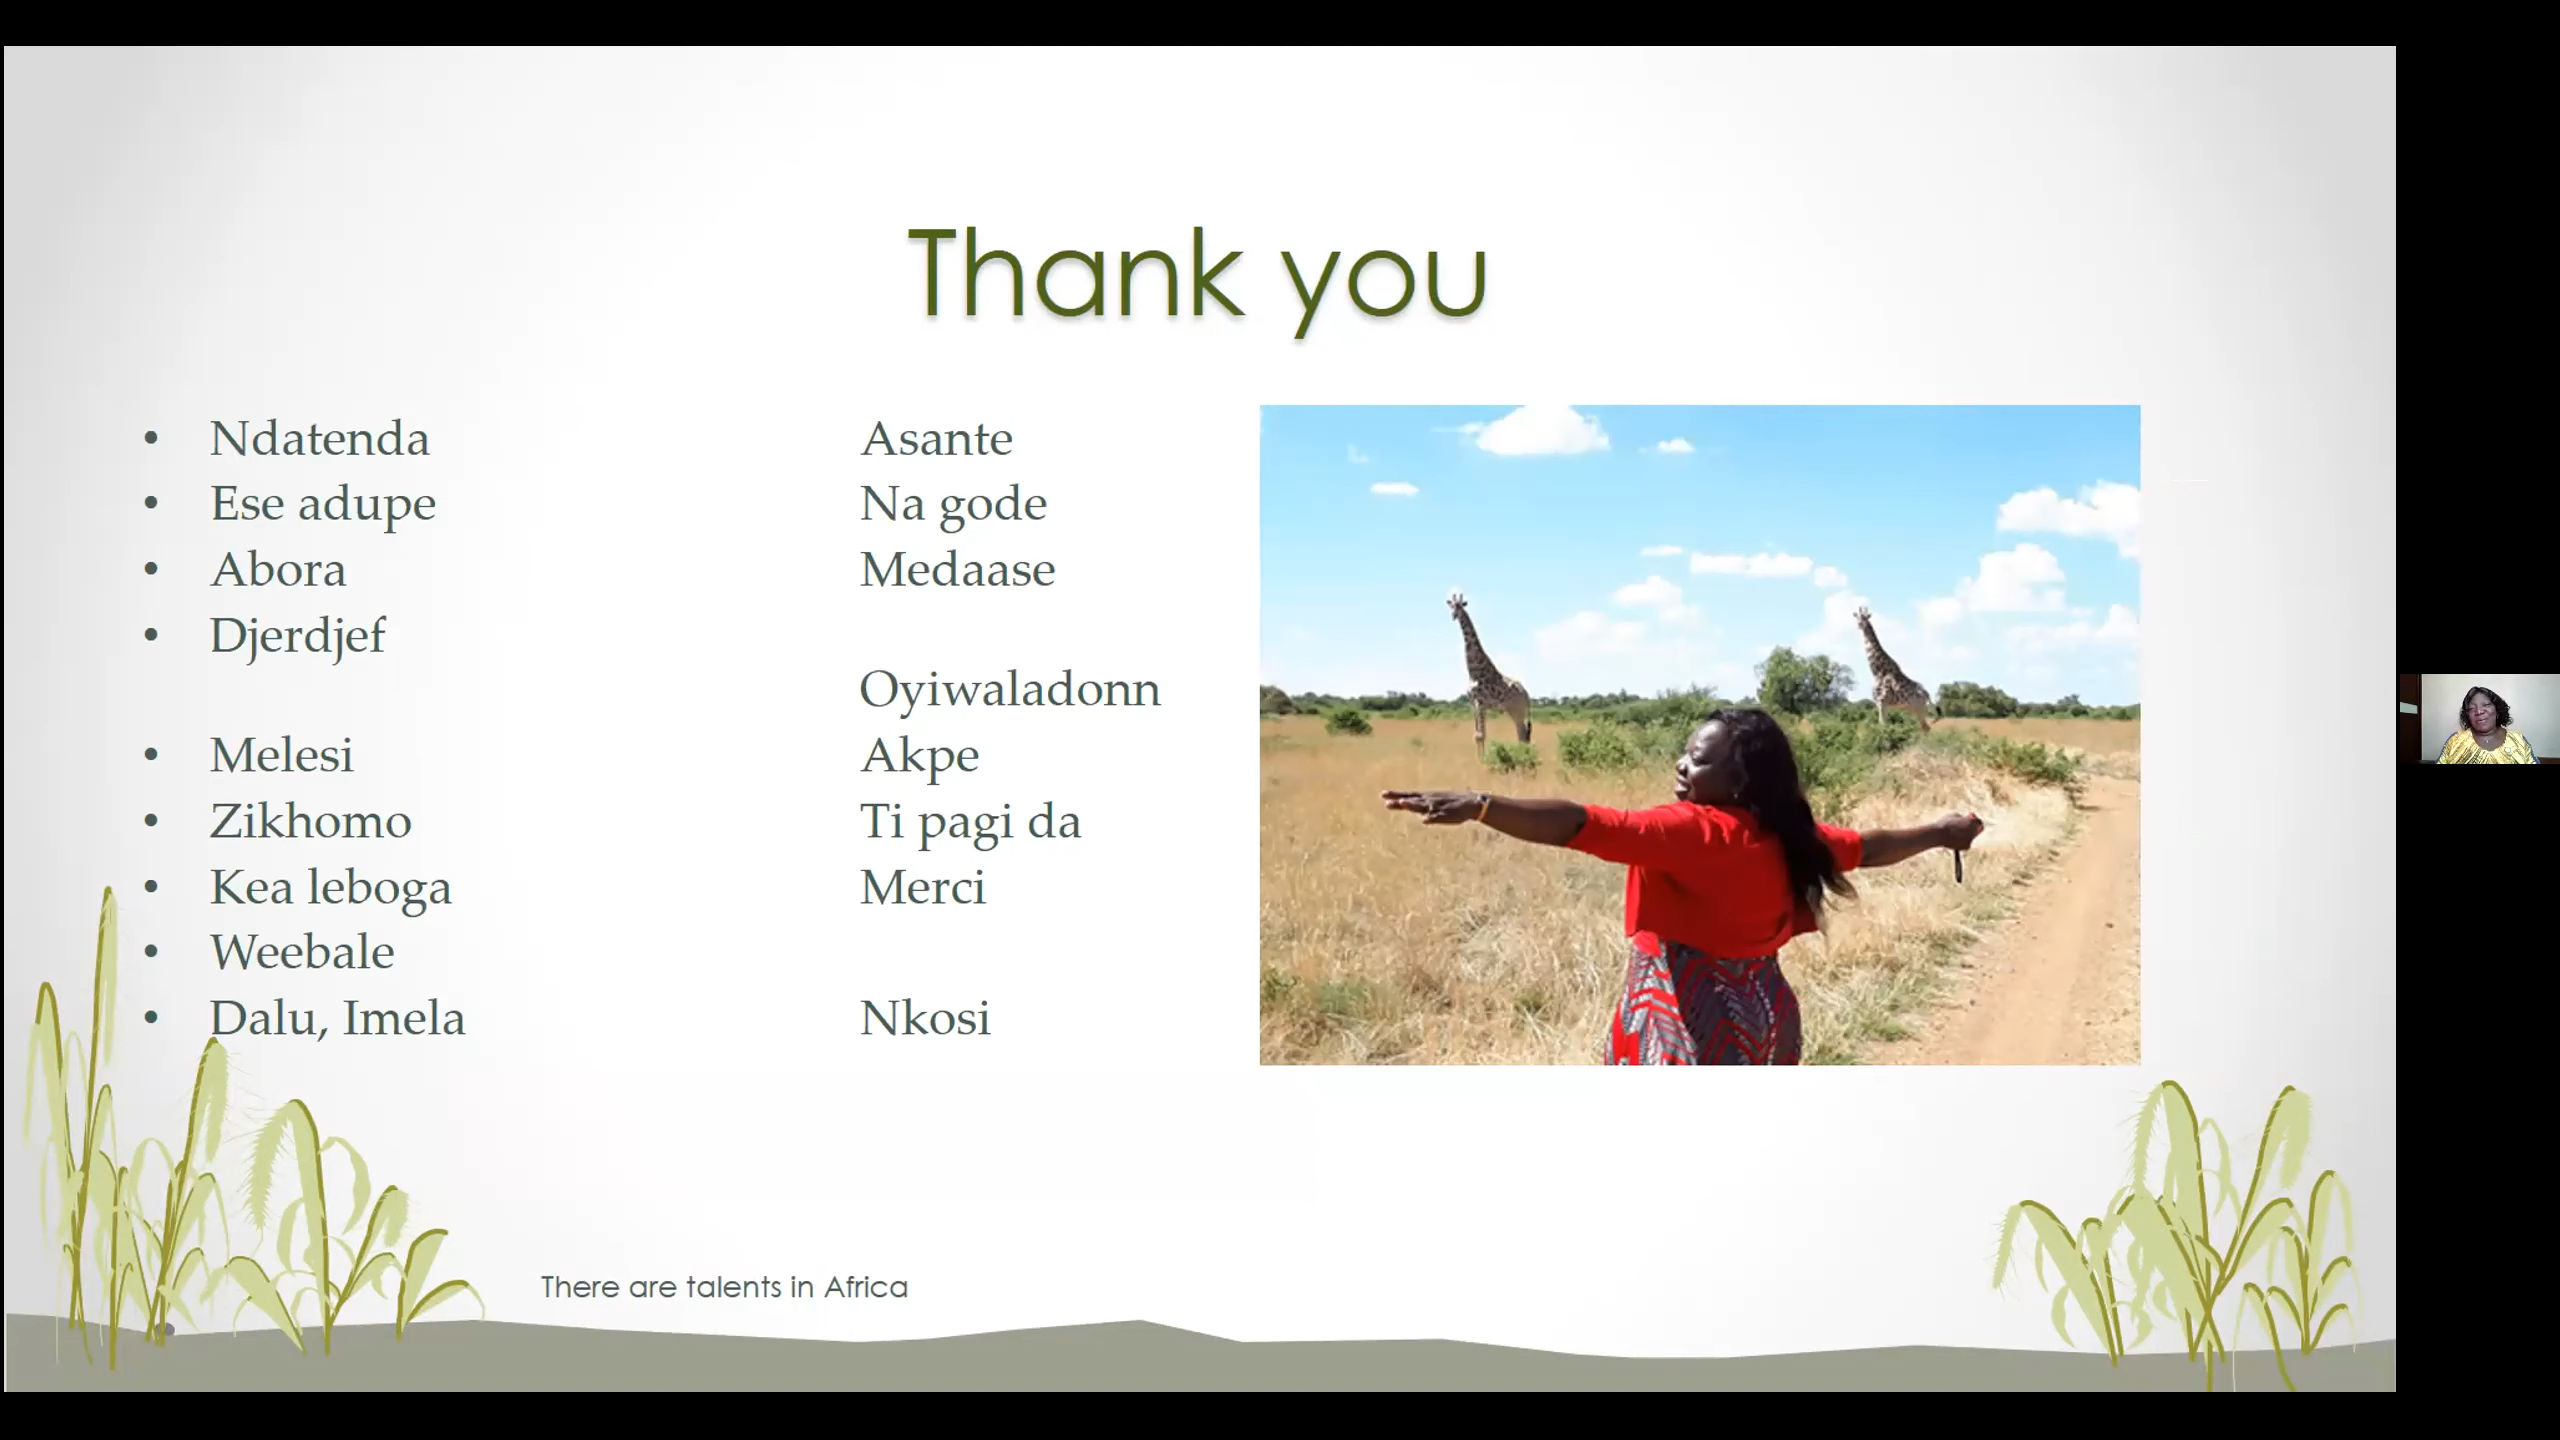 Thank you
• Ndatenda Asante
• Ese adupe Na gode
• Abora Medaase
• Djerdjef
Oyiwaladonn
• Melesi Akpe
• Zikhomo Ti pagi da
• Kea leboga Merci
• Weebale
• Dalu, Imela Nkosi
There are talents in Africa